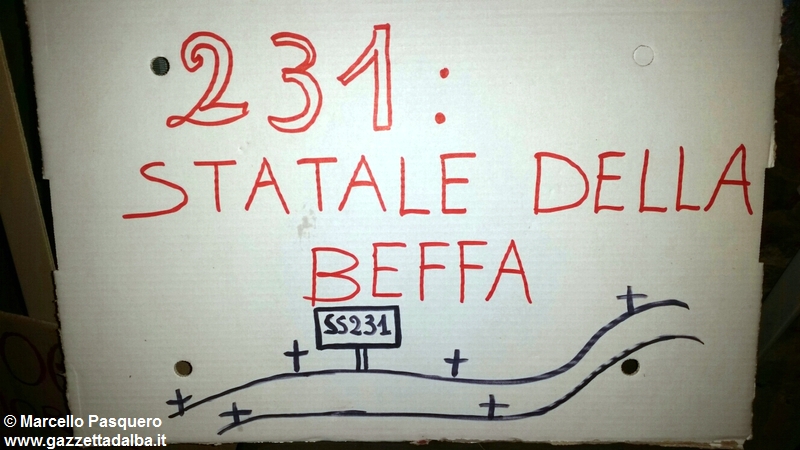 231:
STATALE DELLA
BEFFA
SS231
© Marcello Pasquero
www.gazzettadalba.it